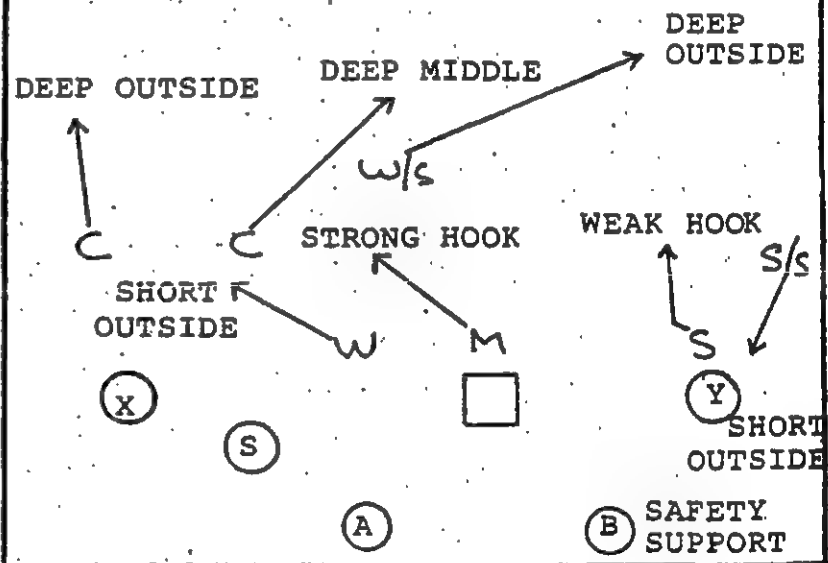 DEEP
OUTSIDE
DEEP MIDDLE
DEEP OUTSIDE
W/S
C
C
STRONG HOOK
WEAK HOOK
S/S
SHORT
OUTSIDE
W
M
S
X
Y
S
SHORT
OUTSIDE
A
B
SAFETY
SUPPORT